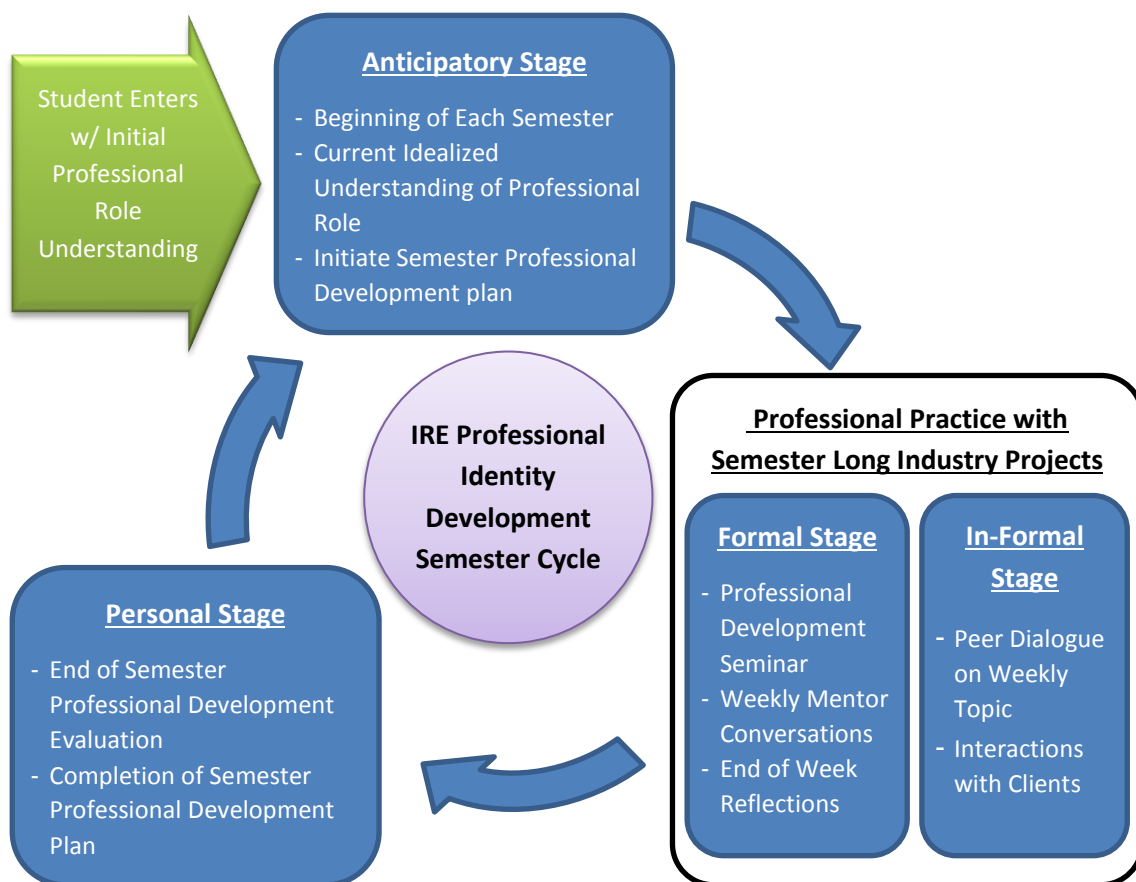 Student Enters
w/ Initial
Professional
Role
Understanding
Anticipatory Stage
- Beginning of Each Semester
- Current Idealized
Understanding of Professional
Role
- Initiate Semester Professional
Development plan
IRE Professional
Identity
Development
Semester Cycle
Professional Practice with
Semester Long Industry Projects
Formal Stage
- Professional
Development
Seminar
- Weekly Mentor
Conversations
- End of Week
Reflections
In-Formal
Stage
- Peer Dialogue
on Weekly
Topic
- Interactions
with Clients
Personal Stage
- End of Semester
Professional Development
Evaluation
- Completion of Semester
Professional Development
Plan